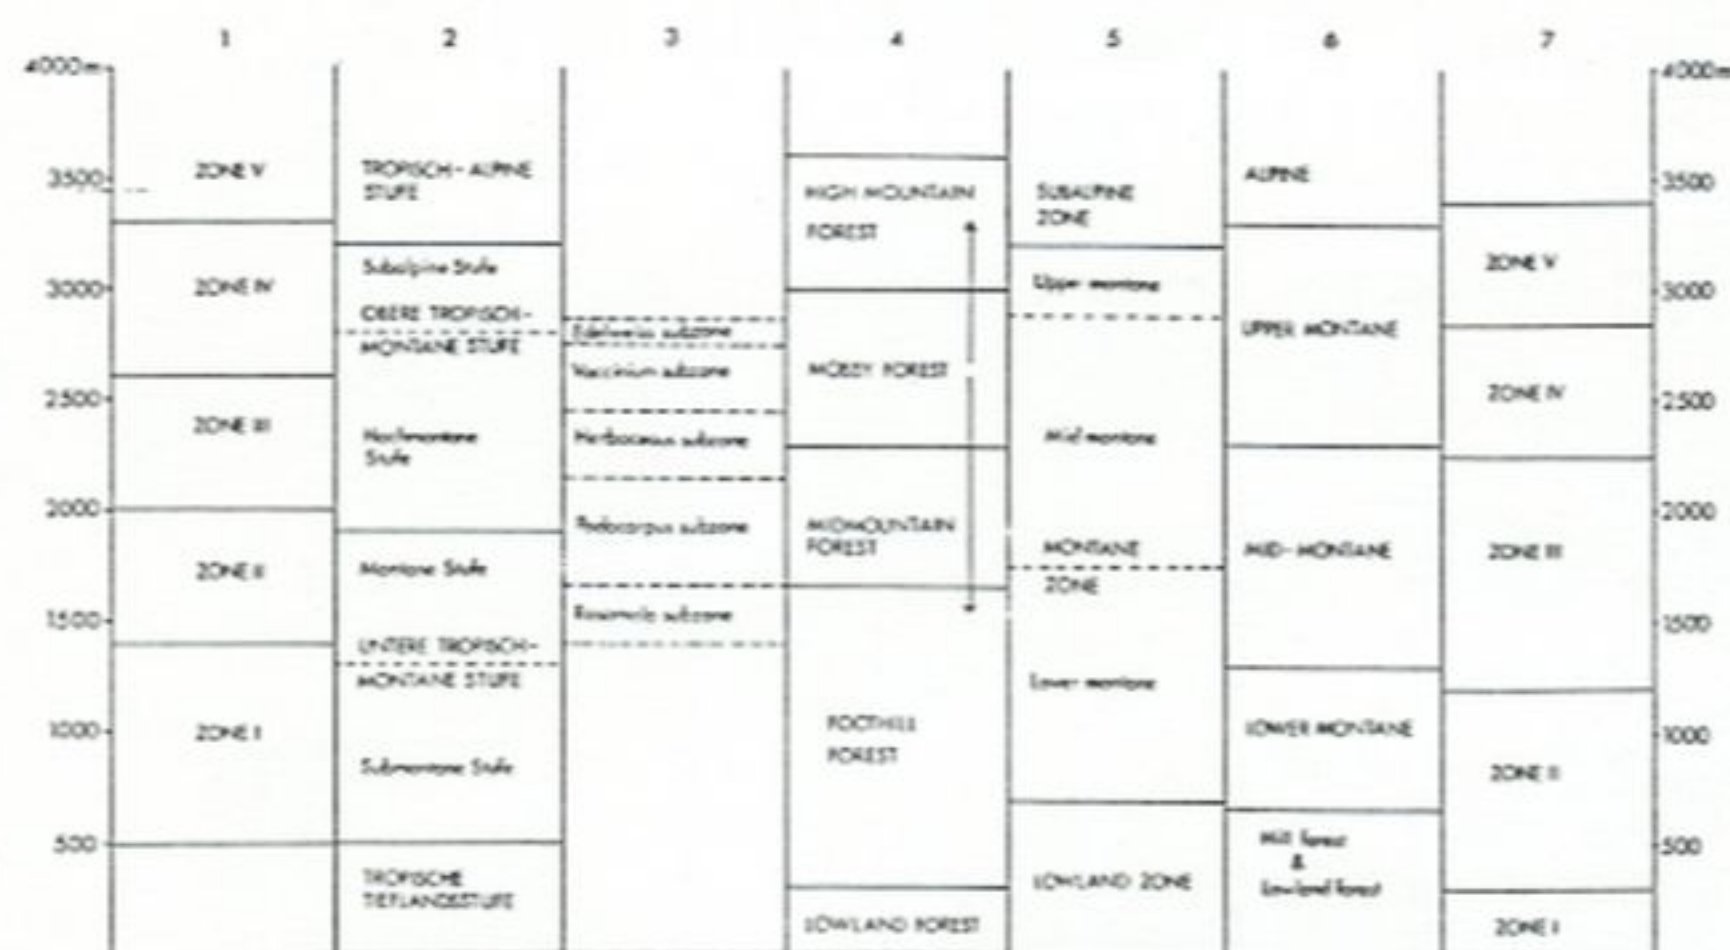 1 2 3 4 5 6 7
4000m 4000m
ZONE V
TROPISCH-ALPINE
STUFE
HIGH MOUNTAIN
FOREST
SUBALPINE
ZONE
ALPINE
3500 3500
ZONE IV
Subalpine Stufe
Upper montane
ZONE V
3000 3000
OBERE TROPISCH-
MONTANE STUFE
Edelweiss subzone
UPPER MONTANE
Vaccinium subzone
MOSSY FOREST
ZONE IV
2500 2500
ZONE III
Hochmontane
Stufe
Herbaceous subzone
Mid montane
2000 2000
Podocarpus subzone
MIDMOUNTAIN
FOREST
MONTANE
ZONE
MID-MONTANE
ZONE III
ZONE II
Montane Stufe
subzone
1500 1500
UNTERE TROPISCH-
MONTANE STUFE
Lower montane
1000 1000
ZONE I
FOOTHILL
FOREST
LOWER MONTANE
Submontane Stufe
ZONE II
500 500
Hill forest
&
Lowland forest
TROPISCHE
TIEFLANDSSTUFE
LOWLAND ZONE
LOWLAND FOREST
ZONE I